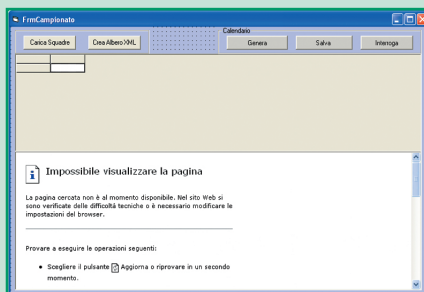 FrmCampionato
Calendario
Carica Squadre Crea Albero XML Genera Salva Interroga
Impossibile visualizzare la pagina
La pagina cercata non è al momento disponibile. Nel sito Web si
sono verificate delle difficoltà tecniche o è necessario modificare le
impostazioni del browser.
Provare a eseguire le operazioni seguenti:
• Scegliere il pulsante Aggiorna o riprovare in un secondo
momento.